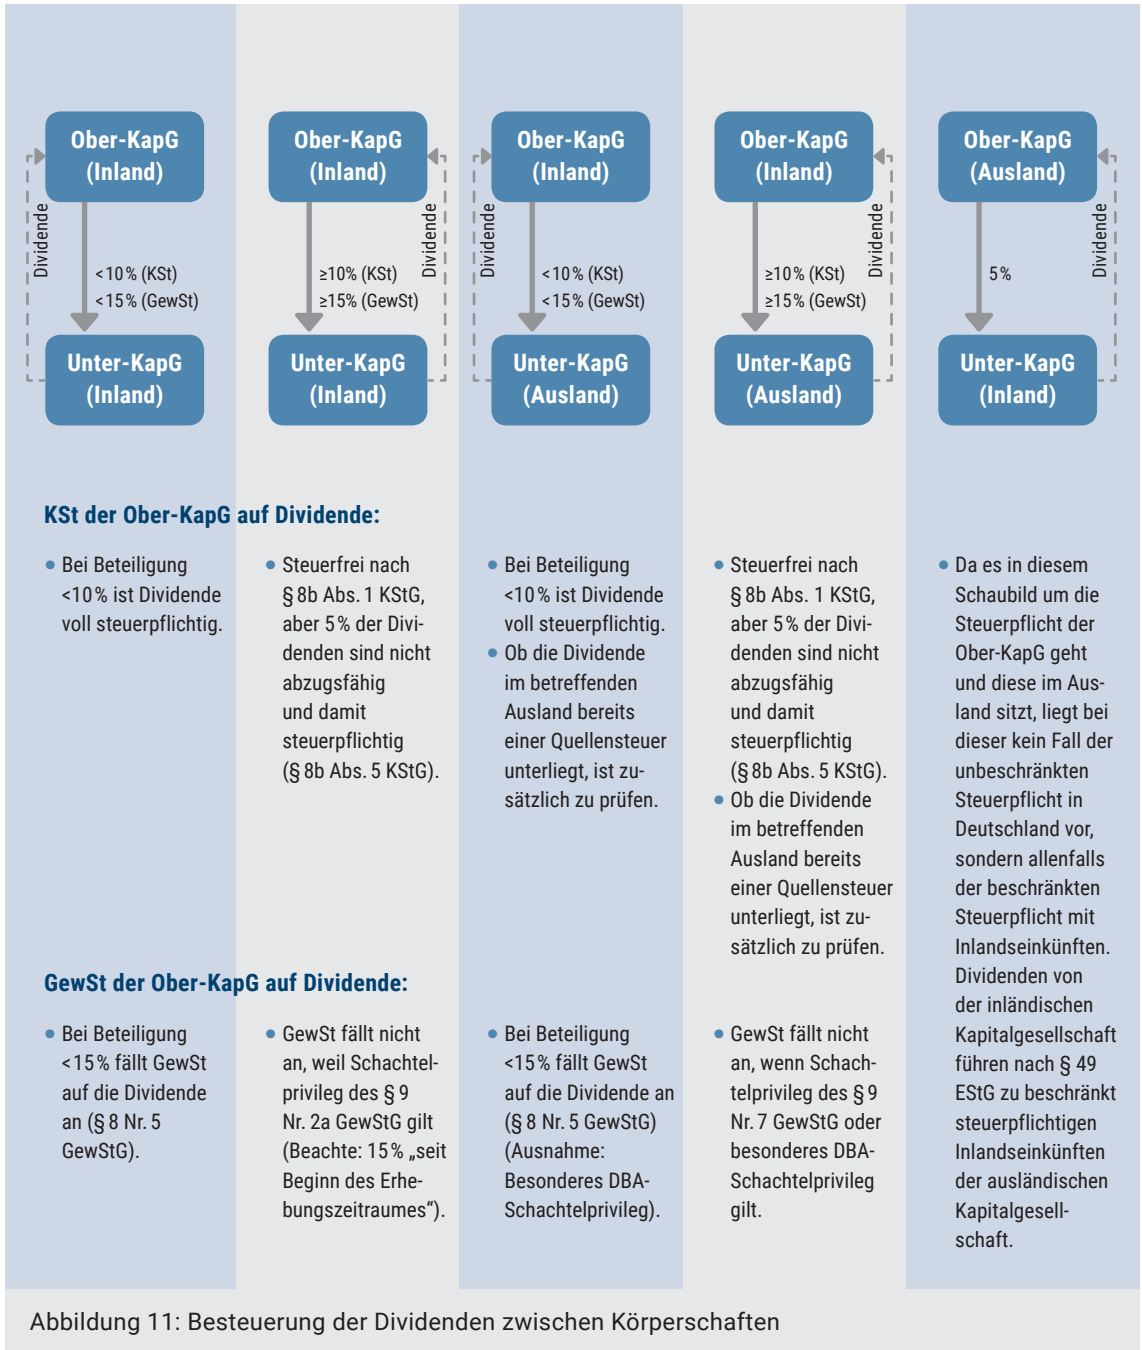 Ober-KapG
(Inland)
Dividende
<10% (KSt)
<15% (GewSt)
Unter-KapG
(Inland)
Ober-KapG
(Inland)
Dividende
≥10% (KSt)
≥15% (GewSt)
Unter-KapG
(Inland)
Ober-KapG
(Inland)
Dividende
<10% (KSt)
<15% (GewSt)
Unter-KapG
(Ausland)
Ober-KapG
(Inland)
Dividende
≥10% (KSt)
≥15% (GewSt)
Unter-KapG
(Ausland)
Ober-KapG
(Ausland)
Dividende
5%
Unter-KapG
(Inland)
KSt der Ober-KapG auf Dividende:
• Bei Beteiligung
<10% ist Dividende
voll steuerpflichtig.
• Steuerfrei nach
§ 8b Abs. 1 KStG,
aber 5% der Divi-
denden sind nicht
abzugsfähig
und damit
steuerpflichtig
(§ 8b Abs. 5 KStG).
• Bei Beteiligung
<10% ist Dividende
voll steuerpflichtig.
• Ob die Dividende
im betreffenden
Ausland bereits
einer Quellensteuer
unterliegt, ist zu-
sätzlich zu prüfen.
• Steuerfrei nach
§ 8b Abs. 1 KStG,
aber 5% der Divi-
denden sind nicht
abzugsfähig
und damit
steuerpflichtig
(§ 8b Abs. 5 KStG).
• Ob die Dividende
im betreffenden
Ausland bereits
einer Quellensteuer
unterliegt, ist zu-
sätzlich zu prüfen.
• Da es in diesem
Schaubild um die
Steuerpflicht der
Ober-KapG geht
und diese im Aus-
land sitzt, liegt bei
dieser kein Fall der
unbeschränkten
Steuerpflicht in
Deutschland vor,
sondern allenfalls
der beschränkten
Steuerpflicht mit
Inlandseinkünften.
Dividenden von
der inländischen
Kapitalgesellschaft
führen nach § 49
EStG zu beschränkt
steuerpflichtigen
Inlandseinkünften
der ausländischen
Kapitalgesell-
schaft.
GewSt der Ober-KapG auf Dividende:
• Bei Beteiligung
<15% fällt GewSt
auf die Dividende
an (§ 8 Nr. 5
GewStG).
• GewSt fällt nicht
an, weil Schachtel-
privileg des § 9
Nr. 2a GewStG gilt
(Beachte: 15% „seit
Beginn des Erhe-
bungszeitraumes“).
• Bei Beteiligung
<15% fällt GewSt
auf die Dividende an
(§ 8 Nr. 5 GewStG)
(Ausnahme:
Besonderes DBA-
Schachtelprivileg).
• GewSt fällt nicht
an, wenn Schach-
telprivileg des § 9
Nr. 7 GewStG oder
besonderes DBA-
Schachtelprivileg
gilt.
Abbildung 11: Besteuerung der Dividenden zwischen Körperschaften